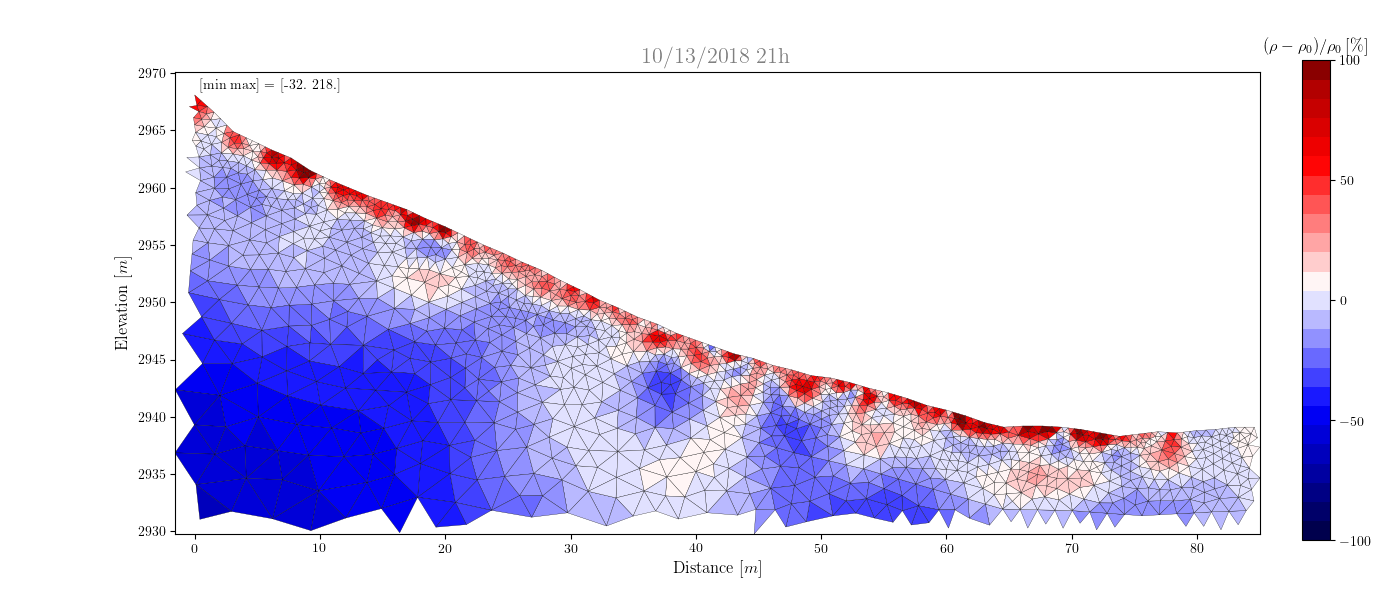 10/13/2018 21h
(ρ − ρ₀)/ρ₀ [%]
[min max] = [-32. 218.]
2970
2965
2960
2955
2950
2945
2940
2935
2930
Elevation [m]
0 10 20 30 40 50 60 70 80
Distance [m]
100
50
0
−50
−100